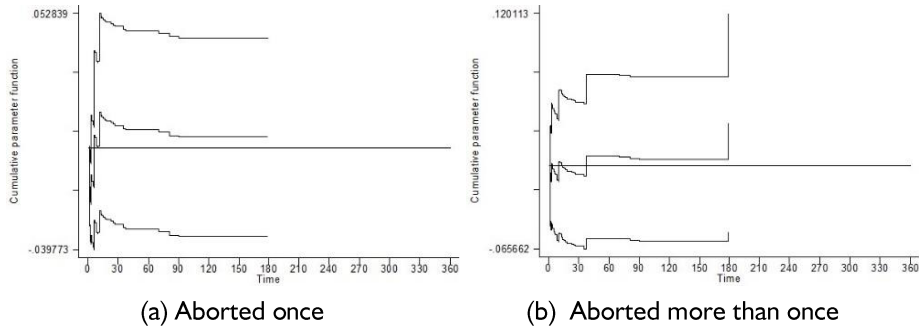 .052839
Cumulative parameter function
-.039773
0 30 60 90 120 150 180 210 240 270 300 330 360
Time
(a) Aborted once
.120113
Cumulative parameter function
-.065662
0 30 60 90 120 150 180 210 240 270 300 330 360
Time
(b) Aborted more than once